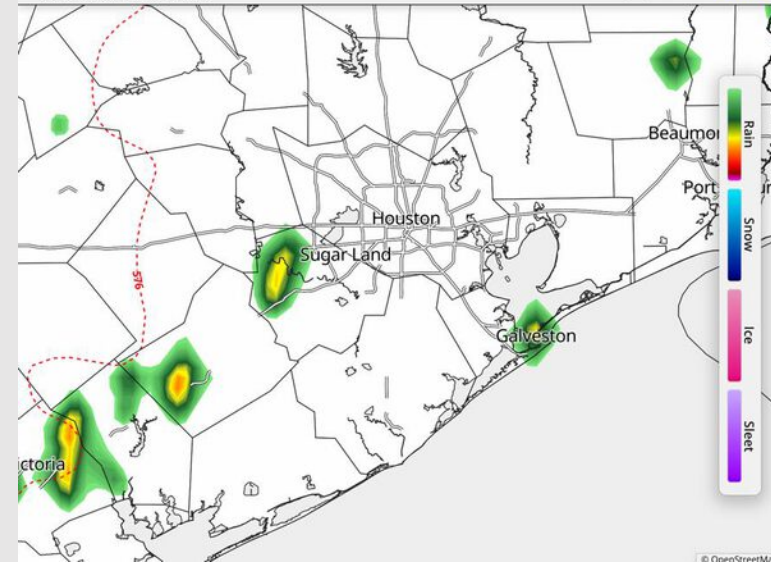 Beaumon
Rain
Port
Snow
Houston
Sugar Land
576
Ice
Galveston
Sleet
ictoria
© OpenStreetMa